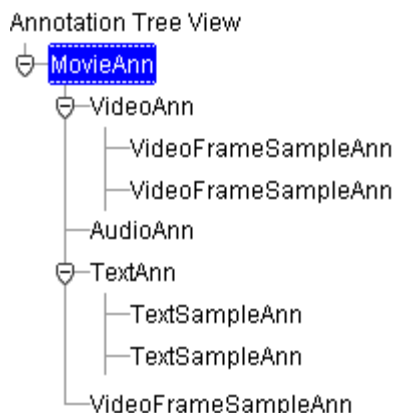 Annotation Tree View
MovieAnn
VideoAnn
VideoFrameSampleAnn
VideoFrameSampleAnn
AudioAnn
TextAnn
TextSampleAnn
TextSampleAnn
VideoFrameSampleAnn